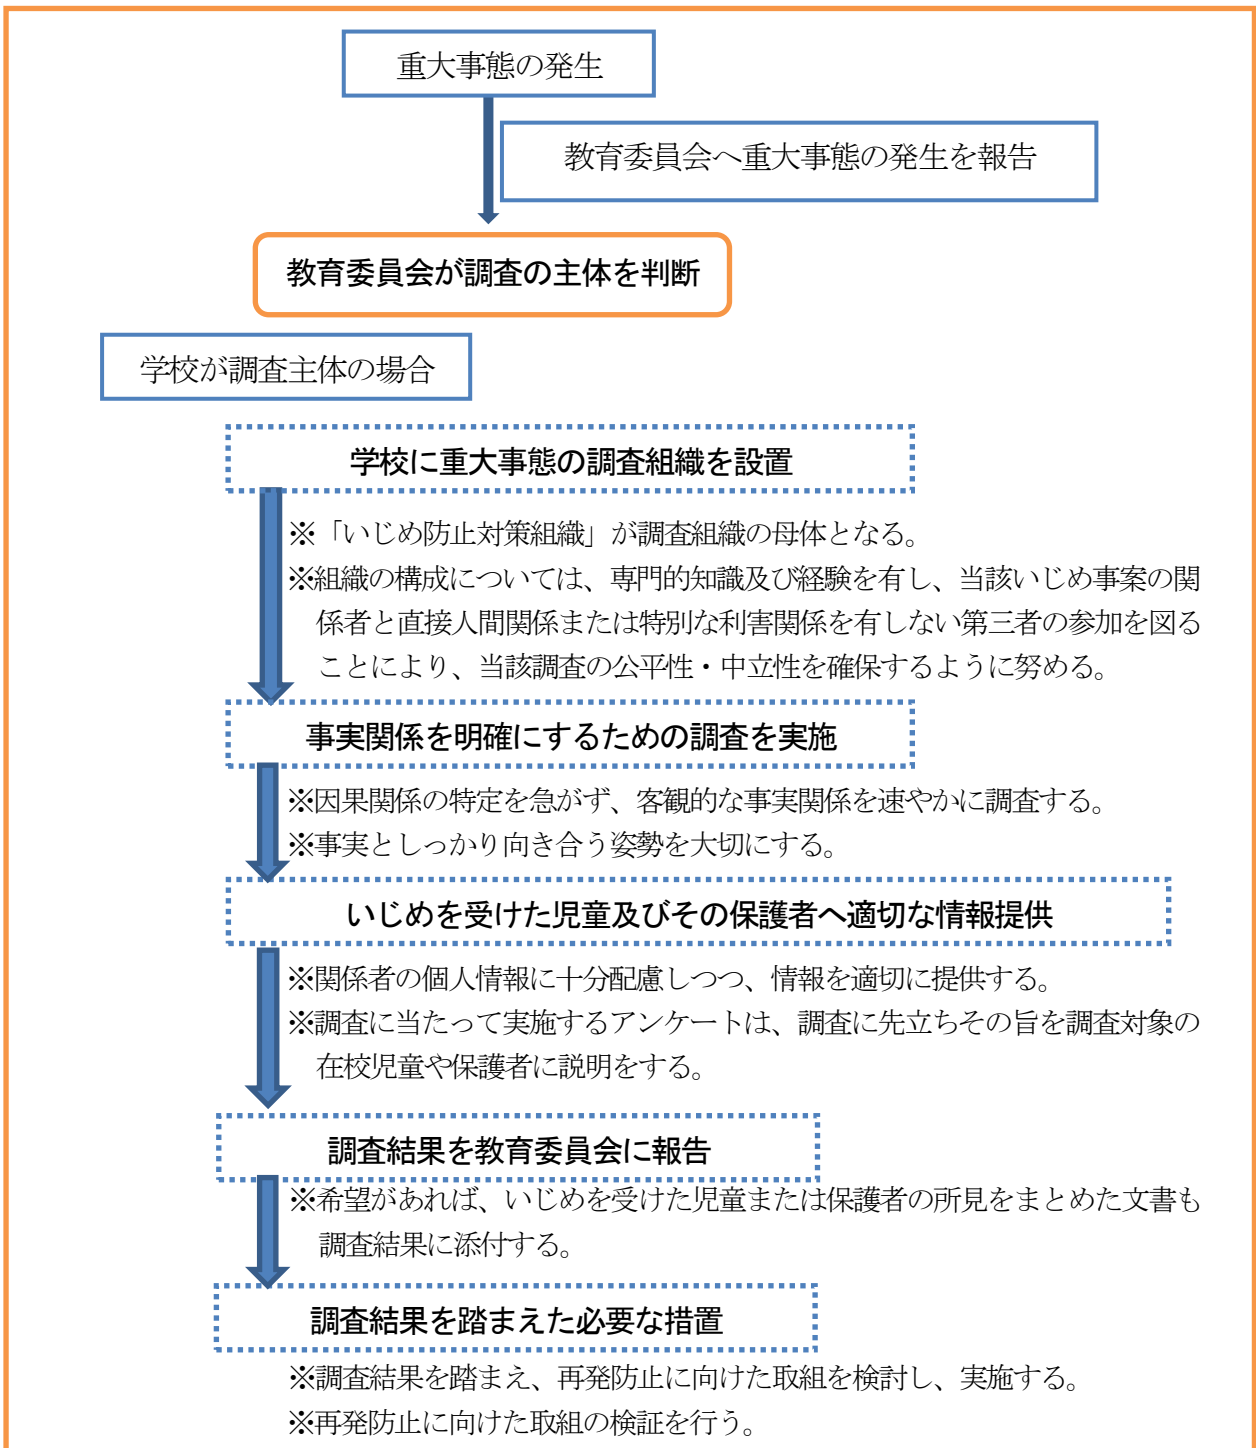 重大事態の発生
教育委員会へ重大事態の発生を報告
教育委員会が調査の主体を判断
学校が調査主体の場合
学校に重大事態の調査組織を設置
※「いじめ防止対策組織」が調査組織の母体となる。
※組織の構成については、専門的知識及び経験を有し、当該いじめ事案の関
係者と直接人間関係または特別な利害関係を有しない第三者の参加を図る
ことにより、当該調査の公平性・中立性を確保するように努める。
事実関係を明確にするための調査を実施
※因果関係の特定を急がず、客観的な事実関係を速やかに調査する。
※事実としっかり向き合う姿勢を大切にする。
いじめを受けた児童及びその保護者へ適切な情報提供
※関係者の個人情報に十分配慮しつつ、情報を適切に提供する。
※調査に当たって実施するアンケートは、調査に先立ちその旨を調査対象の
在校児童や保護者に説明をする。
調査結果を教育委員会に報告
※希望があれば、いじめを受けた児童または保護者の所見をまとめた文書も
調査結果に添付する。
調査結果を踏まえた必要な措置
※調査結果を踏まえ、再発防止に向けた取組を検討し、実施する。
※再発防止に向けた取組の検証を行う。